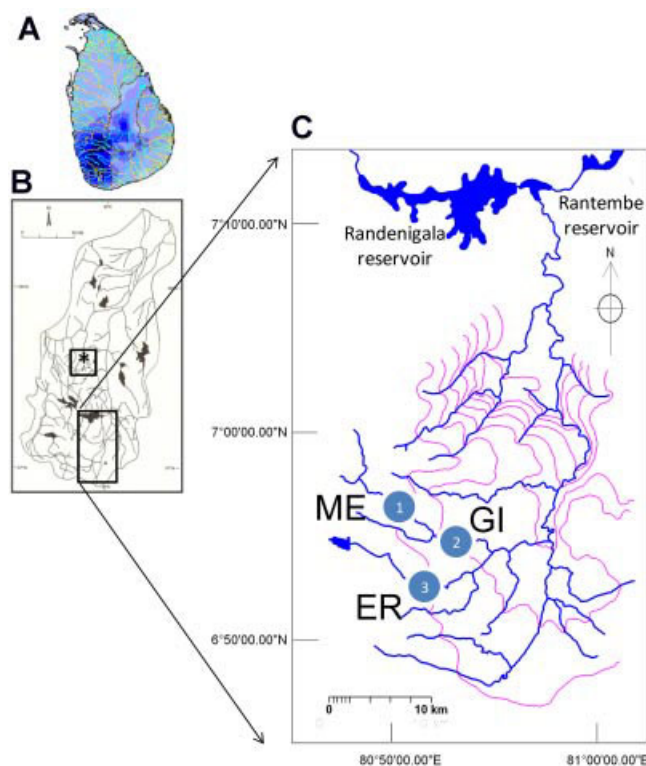 A
B
C
Randenigala
reservoir
Rantembe
reservoir
N
7°10'00.00"N
7°00'00.00"N
6°50'00.00"N
ME
1
GI
2
ER
3
0 10 km
80°50'00.00"E
81°00'00.00"E